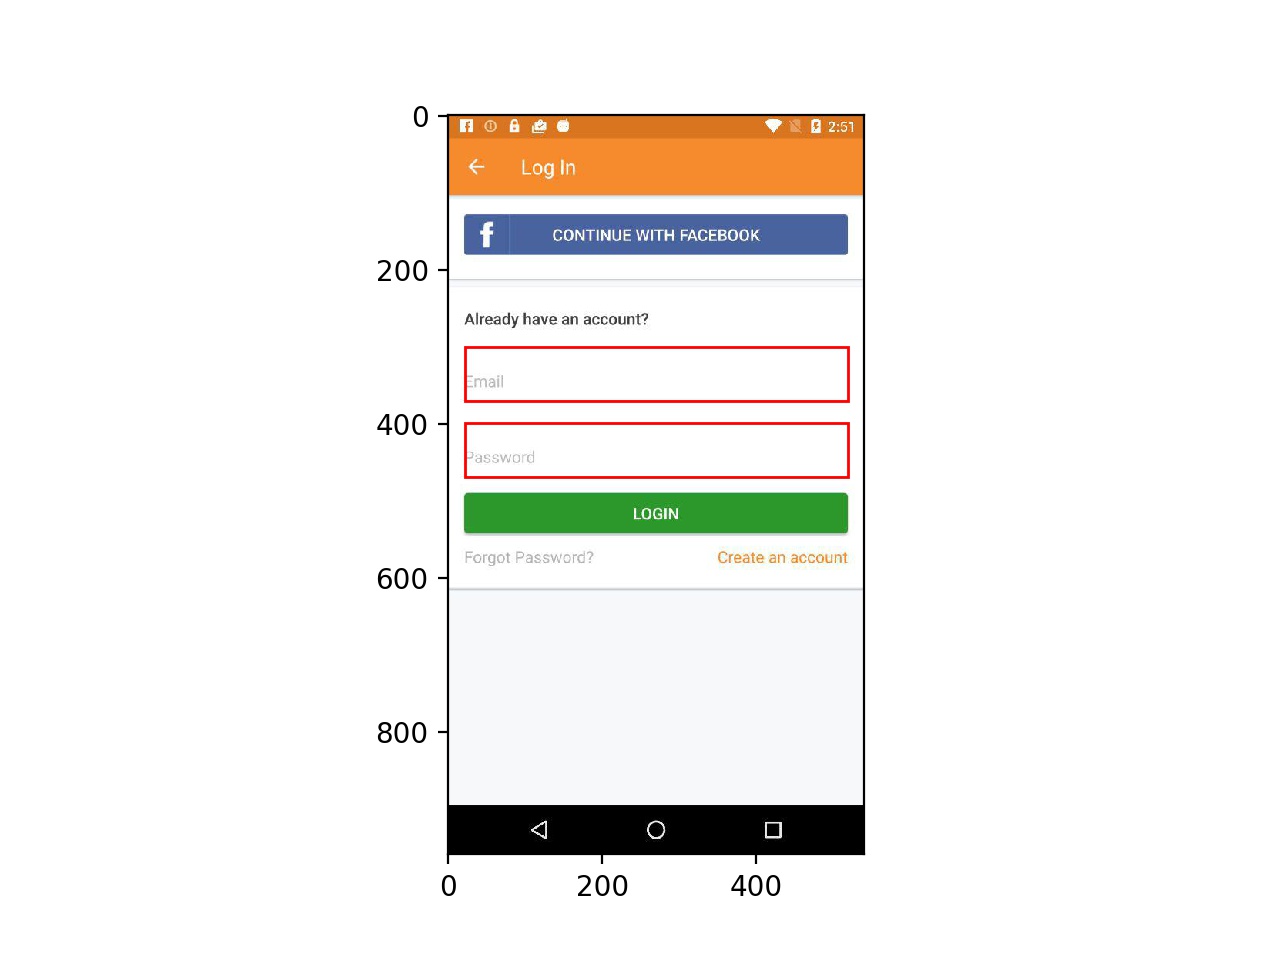 0
2:51
Log In
f CONTINUE WITH FACEBOOK
200
Already have an account?
Email
400
Password
LOGIN
Forgot Password? Create an account
600
800
0 200 400